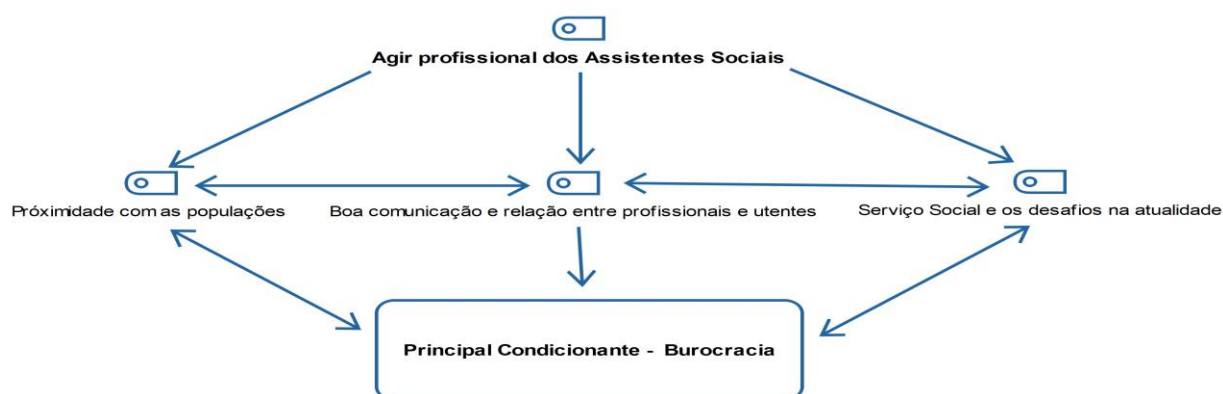 Agir profissional dos Assistentes Sociais
Próximidade com as populações
Boa comunicação e relação entre profissionais e utentes
Serviço Social e os desafios na atualidade
Principal Condicionante - Burocracia